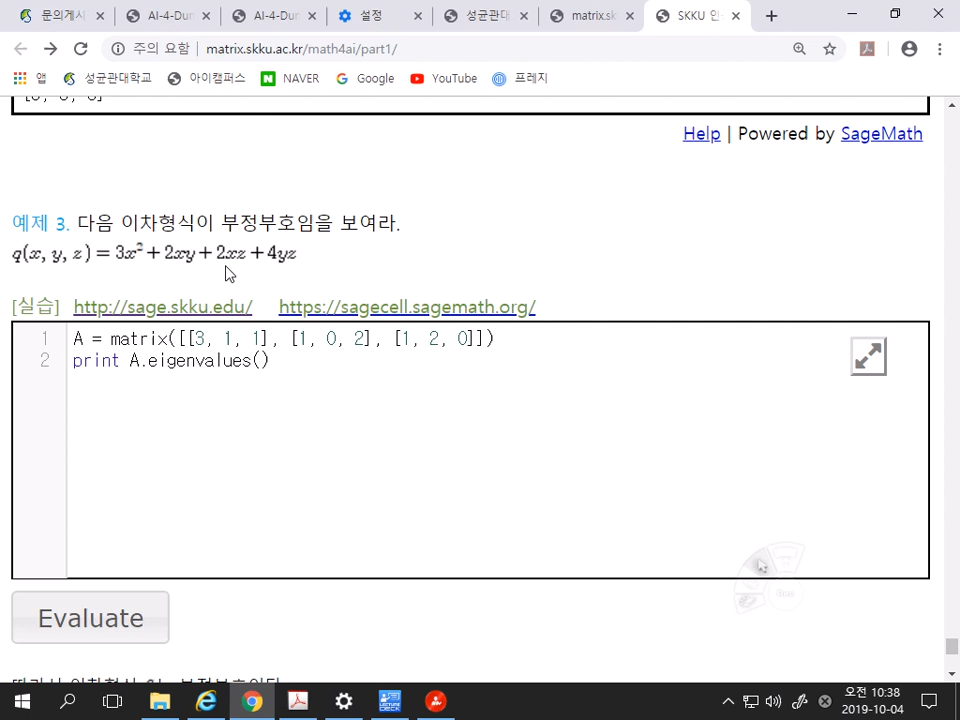 문의게시 AI-4-Dur AI-4-Dur 설정 성균관대 matrix.sk SKKU 인
주의 요함 | matrix.skku.ac.kr/math4ai/part1/
앱 성균관대학교 아이캠퍼스 NAVER Google YouTube 프레지
Help | Powered by SageMath
예제 3. 다음 이차형식이 부정부호임을 보여라.
q(x, y, z) = 3x² + 2xy + 2xz + 4yz
[실습] http://sage.skku.edu/ https://sagecell.sagemath.org/
1 A = matrix([[3, 1, 1], [1, 0, 2], [1, 2, 0]])
2 print A.eigenvalues()
Evaluate
오전 10:38
2019-10-04